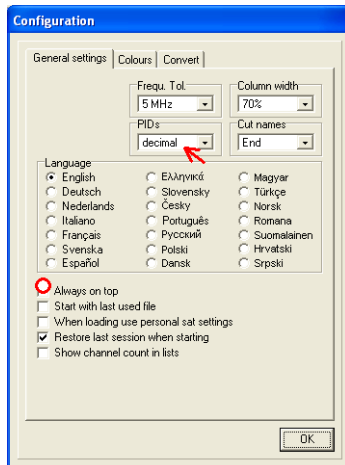 Configuration
General settings Colours Convert
Frequ. Tol. Column width
5 MHz 70%
PIDs Cut names
decimal End
Language
English Ελληνικά Magyar
Deutsch Slovensky Türkçe
Nederlands Česky Norsk
Italiano Português Romana
Français Русский Suomalainen
Svenska Polski Hrvatski
Español Dansk Srpski
Always on top
Start with last used file
When loading use personal sat settings
Restore last session when starting
Show channel count in lists
OK